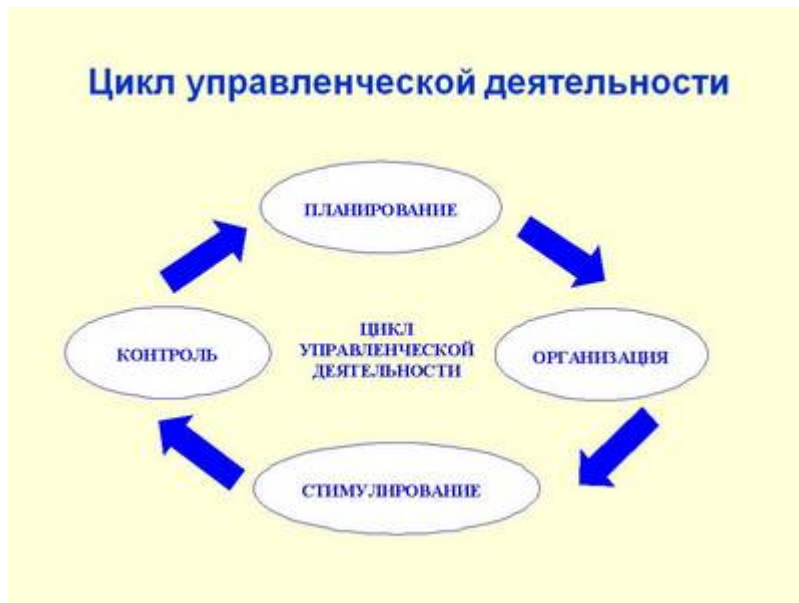 Цикл управленческой деятельности
ПЛАНИРОВАНИЕ
КОНТРОЛЬ
ЦИКЛ
УПРАВЛЕНЧЕСКОЙ
ДЕЯТЕЛЬНОСТИ
ОРГАНИЗАЦИЯ
СТИМУЛИРОВАНИЕ